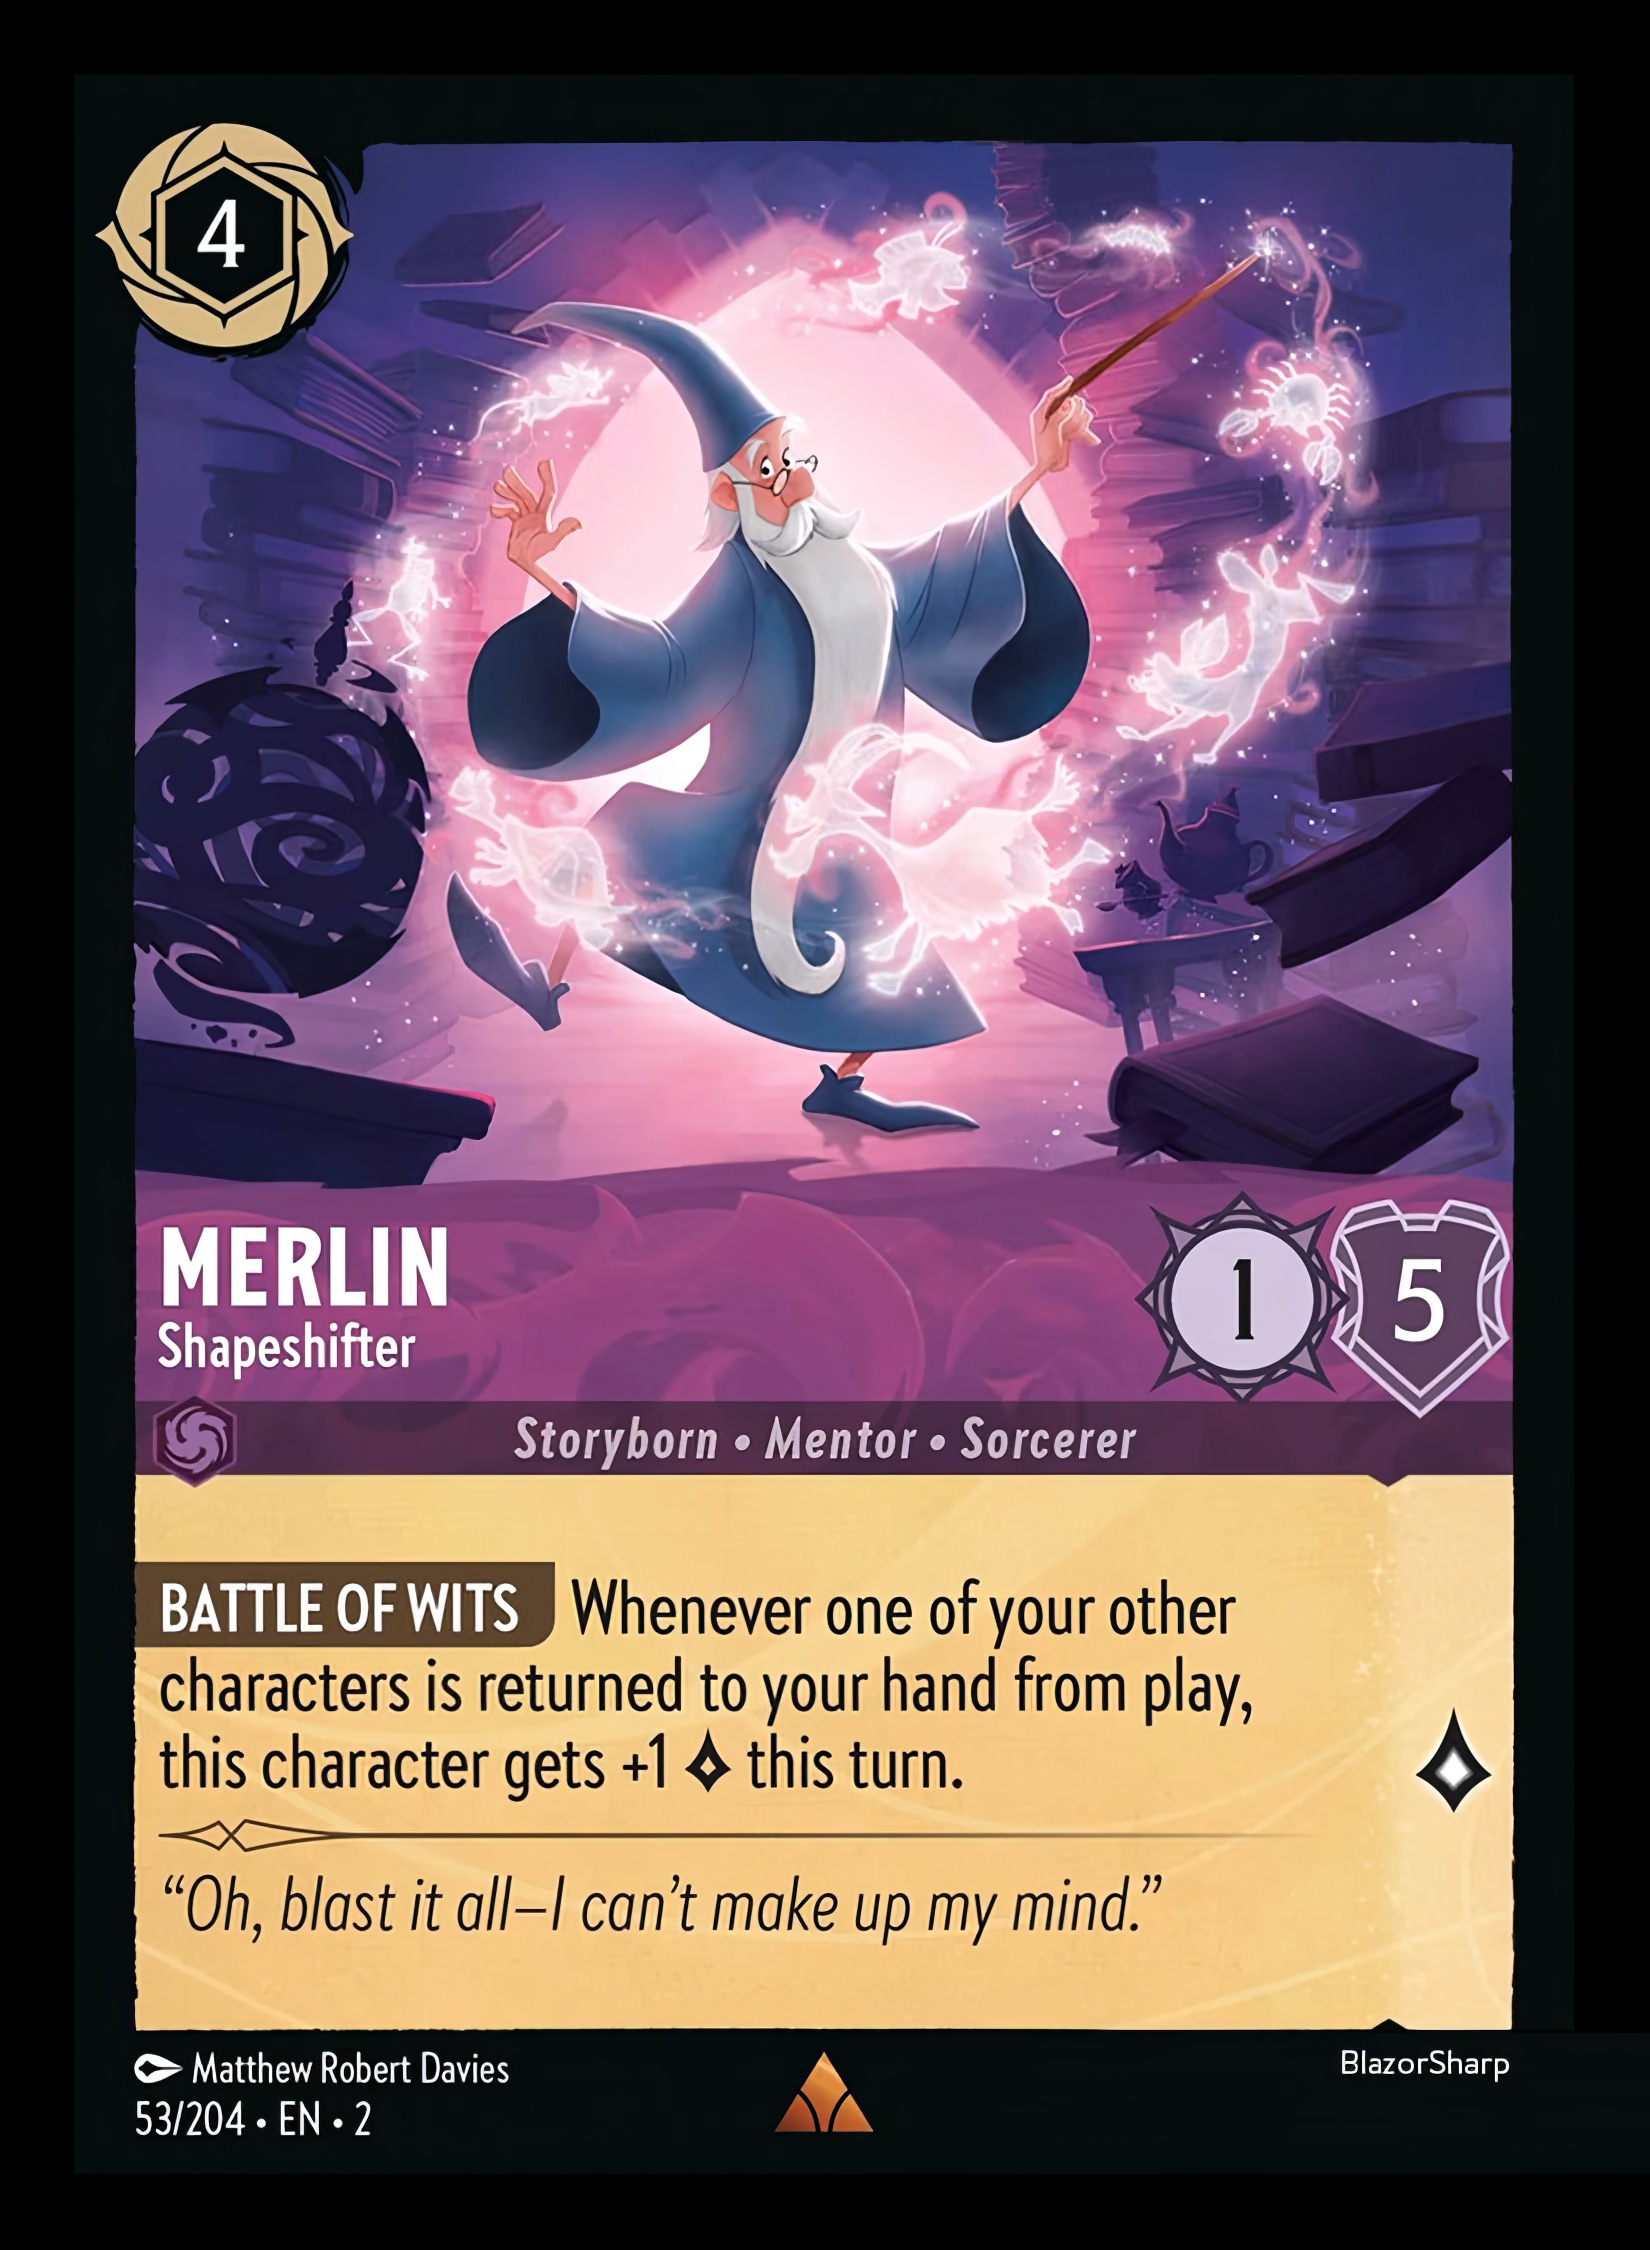 4
MERLIN
Shapeshifter
1
5
Storyborn • Mentor • Sorcerer
BATTLE OF WITS Whenever one of your other
characters is returned to your hand from play,
this character gets +1 this turn.
“Oh, blast it all–I can’t make up my mind.”
Matthew Robert Davies
BlazorSharp
53/204 • EN • 2